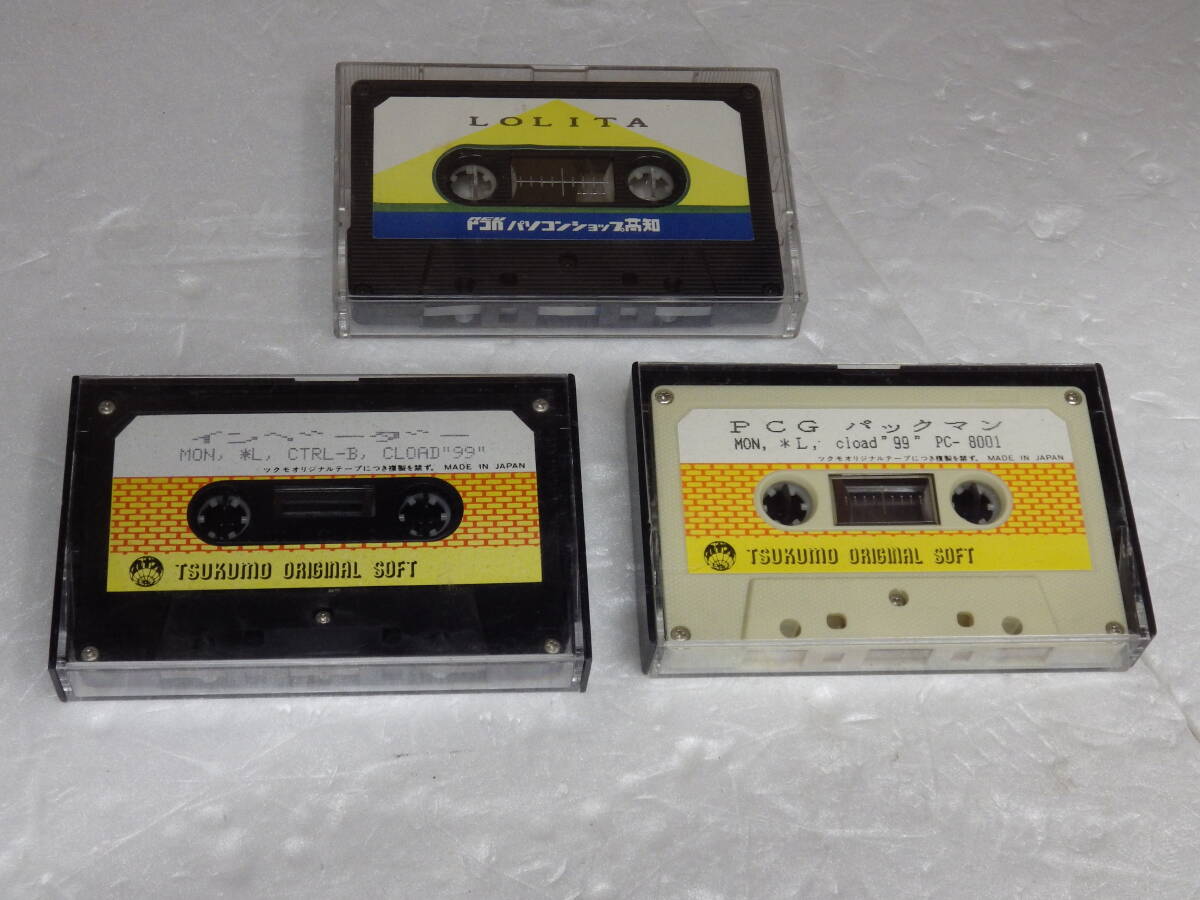 LOLITA
PSK パソコンショップ高知
インベーダー
MON, *L, CTRL-B, CLOAD"99"
ツクモオリジナルテープにつき複製を禁ず。 MADE IN JAPAN
TSUKUMO ORIGINAL SOFT
PCG パックマン
MON, *L, cload"99" PC-8001
ツクモオリジナルテープにつき複製を禁ず。 MADE IN JAPAN
TSUKUMO ORIGINAL SOFT